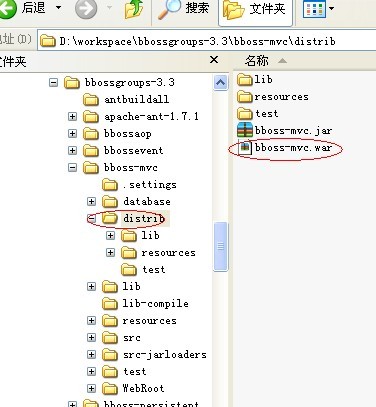 后退
搜索
文件夹
D:\workspace\bbossgroups-3.3\bboss-mvc\distrib
文件夹
bbossgroups-3.3
antbuildall
apache-ant-1.7.1
bbossaop
bbossevent
bboss-mvc
.settings
database
distrib
lib
resources
test
lib
lib-compile
resources
src
src-jarloaders
test
WebRoot
bboss-persistent
名称
lib
resources
test
bboss-mvc.jar
bboss-mvc.war